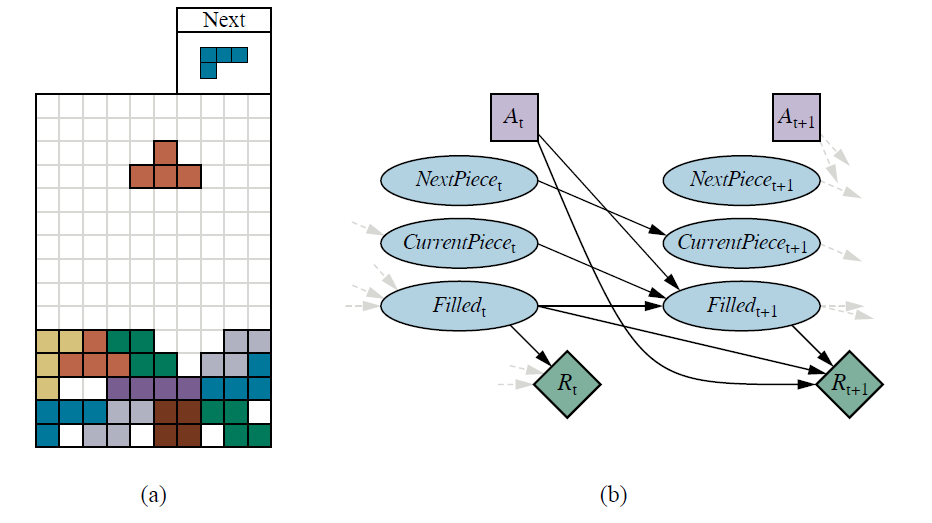 Next
A_t
A_t+1
NextPiece_t
NextPiece_t+1
CurrentPiece_t
CurrentPiece_t+1
Filled_t
Filled_t+1
R_t
R_t+1
(a)
(b)